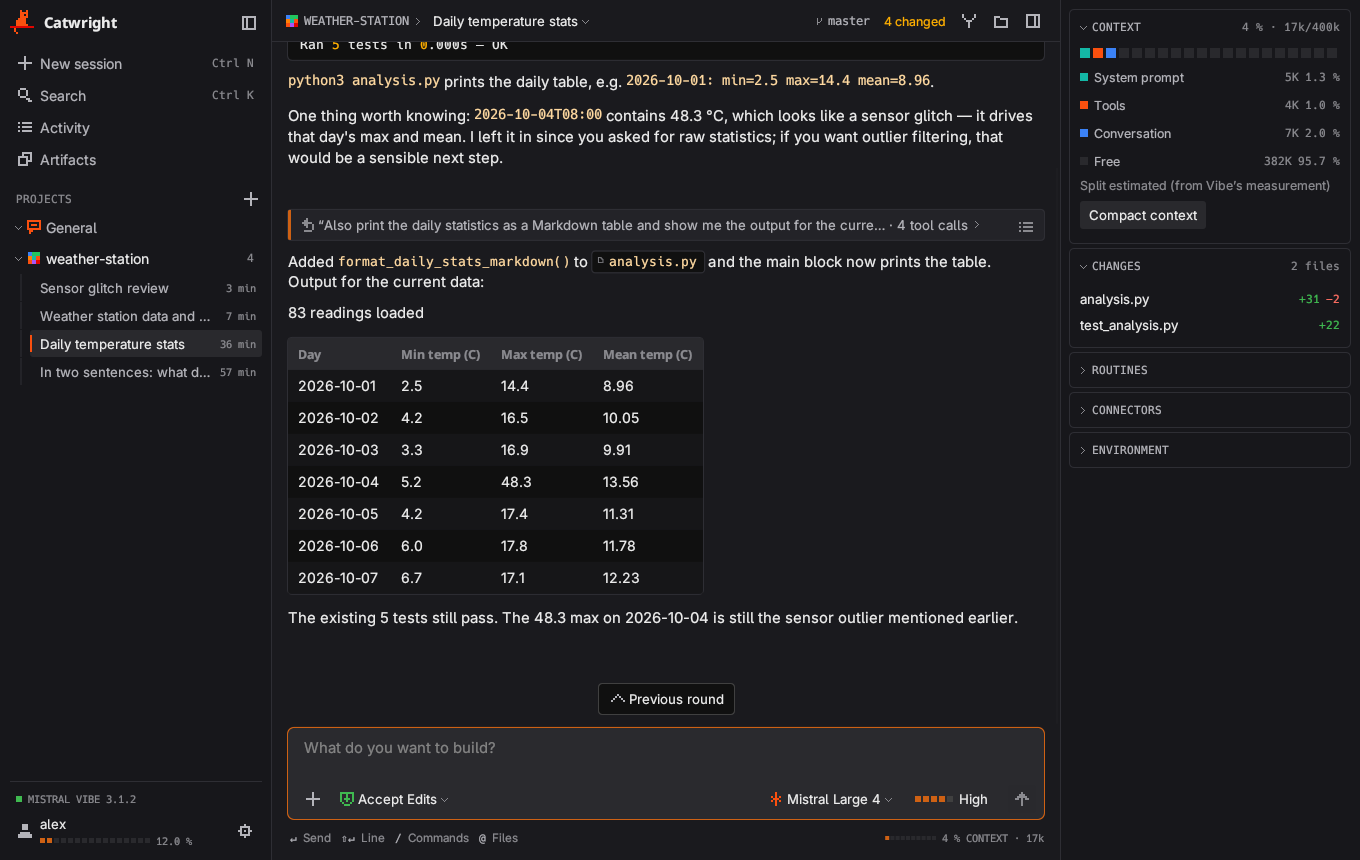 Catwright
New session Ctrl N
Search Ctrl K
Activity
Artifacts
PROJECTS
General
weather-station 4
Sensor glitch review 3 min
Weather station data and ... 7 min
Daily temperature stats 36 min
In two sentences: what d... 57 min
MISTRAL VIBE 3.1.2
alex
12.0 %
WEATHER-STATION Daily temperature stats
master 4 changed
Ran 5 tests in 0.000s — OK
python3 analysis.py prints the daily table, e.g. 2026-10-01: min=2.5 max=14.4 mean=8.96.
One thing worth knowing: 2026-10-04T08:00 contains 48.3 °C, which looks like a sensor glitch — it drives
that day's max and mean. I left it in since you asked for raw statistics; if you want outlier filtering, that
would be a sensible next step.
“Also print the daily statistics as a Markdown table and show me the output for the curre... · 4 tool calls
Added format_daily_stats_markdown() to analysis.py and the main block now prints the table.
Output for the current data:
83 readings loaded
Day Min temp (C) Max temp (C) Mean temp (C)
2026-10-01 2.5 14.4 8.96
2026-10-02 4.2 16.5 10.05
2026-10-03 3.3 16.9 9.91
2026-10-04 5.2 48.3 13.56
2026-10-05 4.2 17.4 11.31
2026-10-06 6.0 17.8 11.78
2026-10-07 6.7 17.1 12.23
The existing 5 tests still pass. The 48.3 max on 2026-10-04 is still the sensor outlier mentioned earlier.
Previous round
What do you want to build?
Accept Edits
Mistral Large 4 High
Send Line / Commands @ Files
4 % CONTEXT · 17k
CONTEXT 4 % · 17k/400k
System prompt 5K 1.3 %
Tools 4K 1.0 %
Conversation 7K 2.0 %
Free 382K 95.7 %
Split estimated (from Vibe's measurement)
Compact context
CHANGES 2 files
analysis.py +31 −2
test_analysis.py +22
ROUTINES
CONNECTORS
ENVIRONMENT